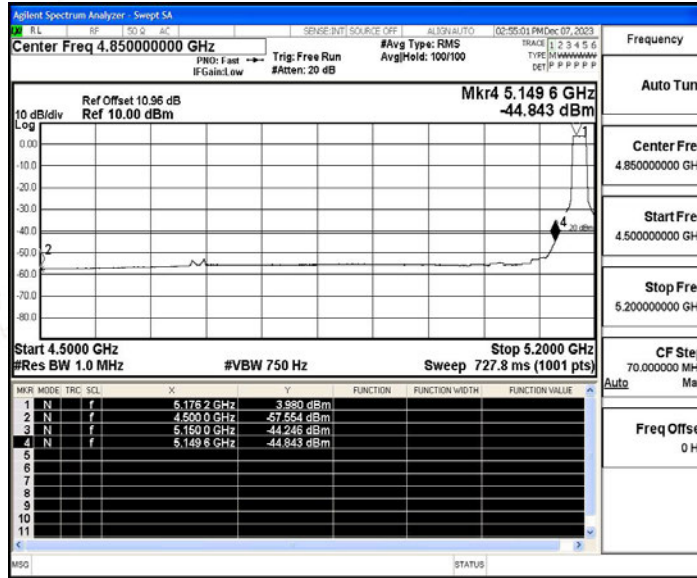 Agilent Spectrum Analyzer - Swept SA
RL RF 50 Ω AC SENSE:INT SOURCE OFF ALIGNAUTO 02:55:01 PM Dec 07, 2023
Center Freq 4.850000000 GHz
PNO: Fast
IFGain:Low
Trig: Free Run
#Atten: 20 dB
#Avg Type: RMS
Avg|Hold: 100/100
TRACE 1 2 3 4 5 6
TYPE M
DET P P P P P P
Frequency
Ref Offset 10.96 dB
10 dB/div Ref 10.00 dBm
Log
Mkr4 5.149 6 GHz
-44.843 dBm
0.00
-10.0
-20.0
-30.0
-40.0
-50.0
-60.0
-70.0
-80.0
1
2
4
Start 4.5000 GHz
Stop 5.2000 GHz
#Res BW 1.0 MHz #VBW 750 Hz Sweep 727.8 ms (1001 pts)
MKR MODE TRC SCL X Y FUNCTION FUNCTION WIDTH FUNCTION VALUE
1 N f 5.176 2 GHz 3.980 dBm
2 N f 4.500 0 GHz -57.554 dBm
3 N f 5.150 0 GHz -44.246 dBm
4 N f 5.149 6 GHz -44.843 dBm
5
6
7
8
9
10
11
MSG STATUS
Auto Tun
Center Fre
4.850000000 GH
Start Fre
4.500000000 GH
Stop Fre
5.200000000 GH
CF Ste
70.000000 MH
Auto Ma
Freq Offse
0 H